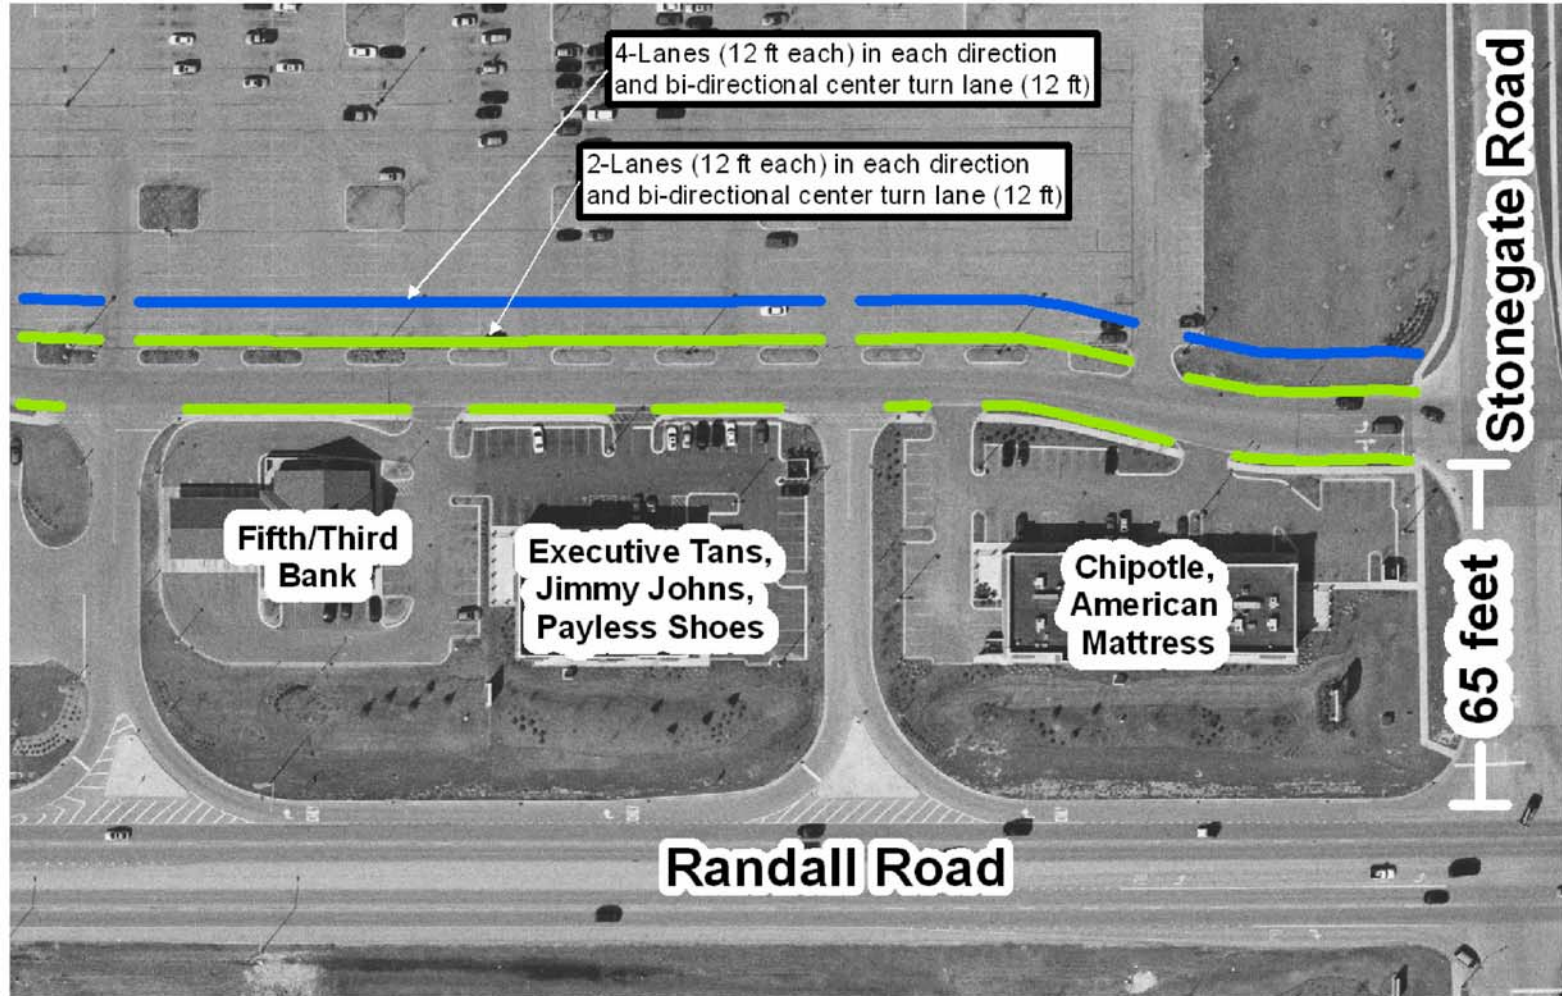 4-Lanes (12 ft each) in each direction
and bi-directional center turn lane (12 ft)
2-Lanes (12 ft each) in each direction
and bi-directional center turn lane (12 ft)
Stonegate Road
Fifth/Third
Bank
Executive Tans,
Jimmy Johns,
Payless Shoes
Chipotle,
American
Mattress
65 feet
Randall Road